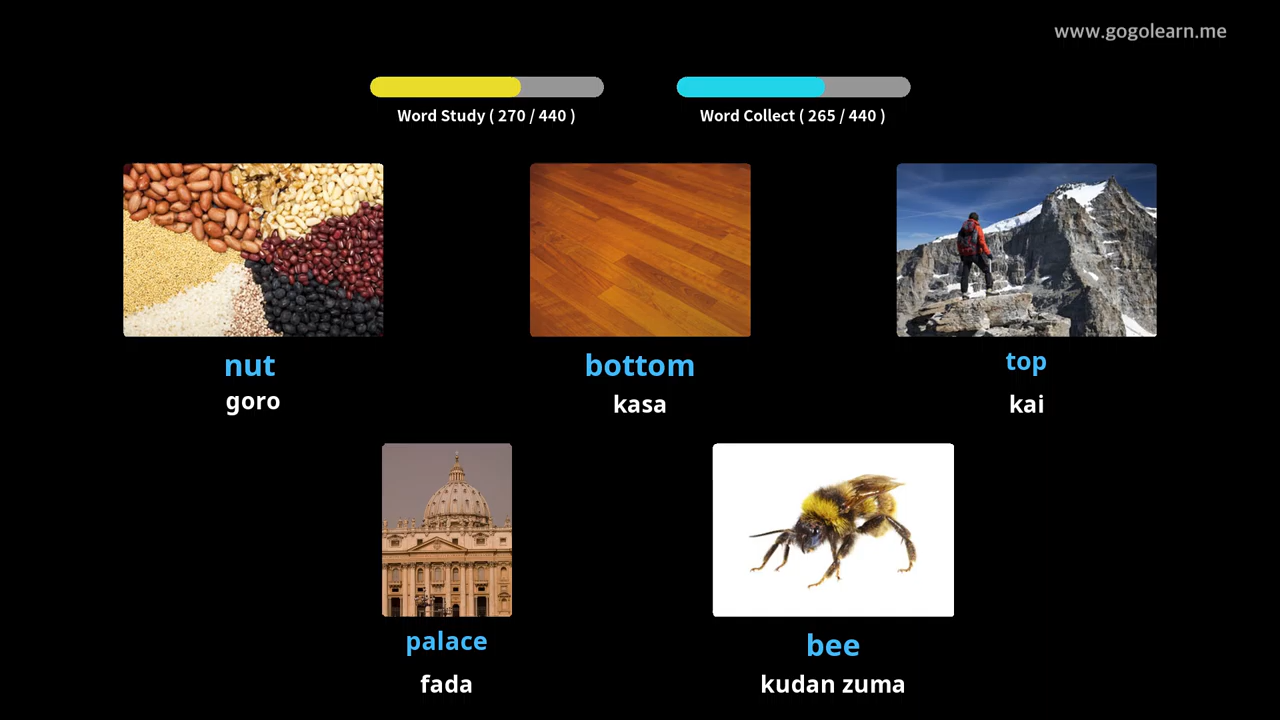 www.gogolearn.me
Word Study ( 270 / 440 )
Word Collect ( 265 / 440 )
nut
goro
bottom
kasa
top
kai
palace
fada
bee
kudan zuma